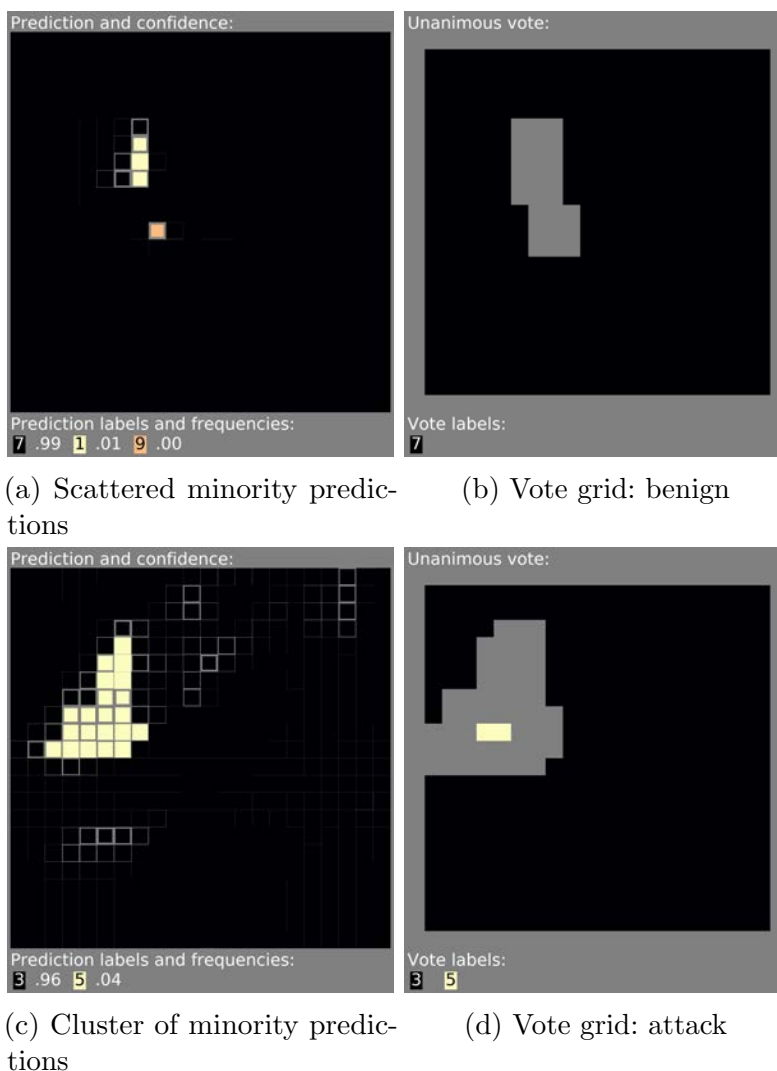 Prediction and confidence:
Unanimous vote:
Prediction labels and frequencies:
7 .99 1 .01 9 .00
Vote labels:
7
(a) Scattered minority predic-
tions
(b) Vote grid: benign
Prediction and confidence:
Unanimous vote:
Prediction labels and frequencies:
3 .96 5 .04
Vote labels:
3 5
(c) Cluster of minority predic-
tions
(d) Vote grid: attack